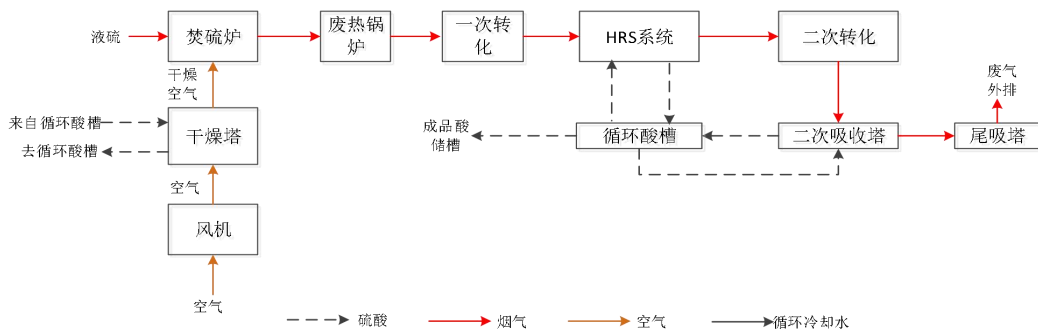 液硫
焚硫炉
废热锅
炉
一次转
化
HRS系统
二次转化
干燥
空气
废气
外排
来自循环酸槽
去循环酸槽
干燥塔
成品酸
储槽
循环酸槽
二次吸收塔
尾吸塔
空气
风机
空气
硫酸
烟气
空气
循环冷却水